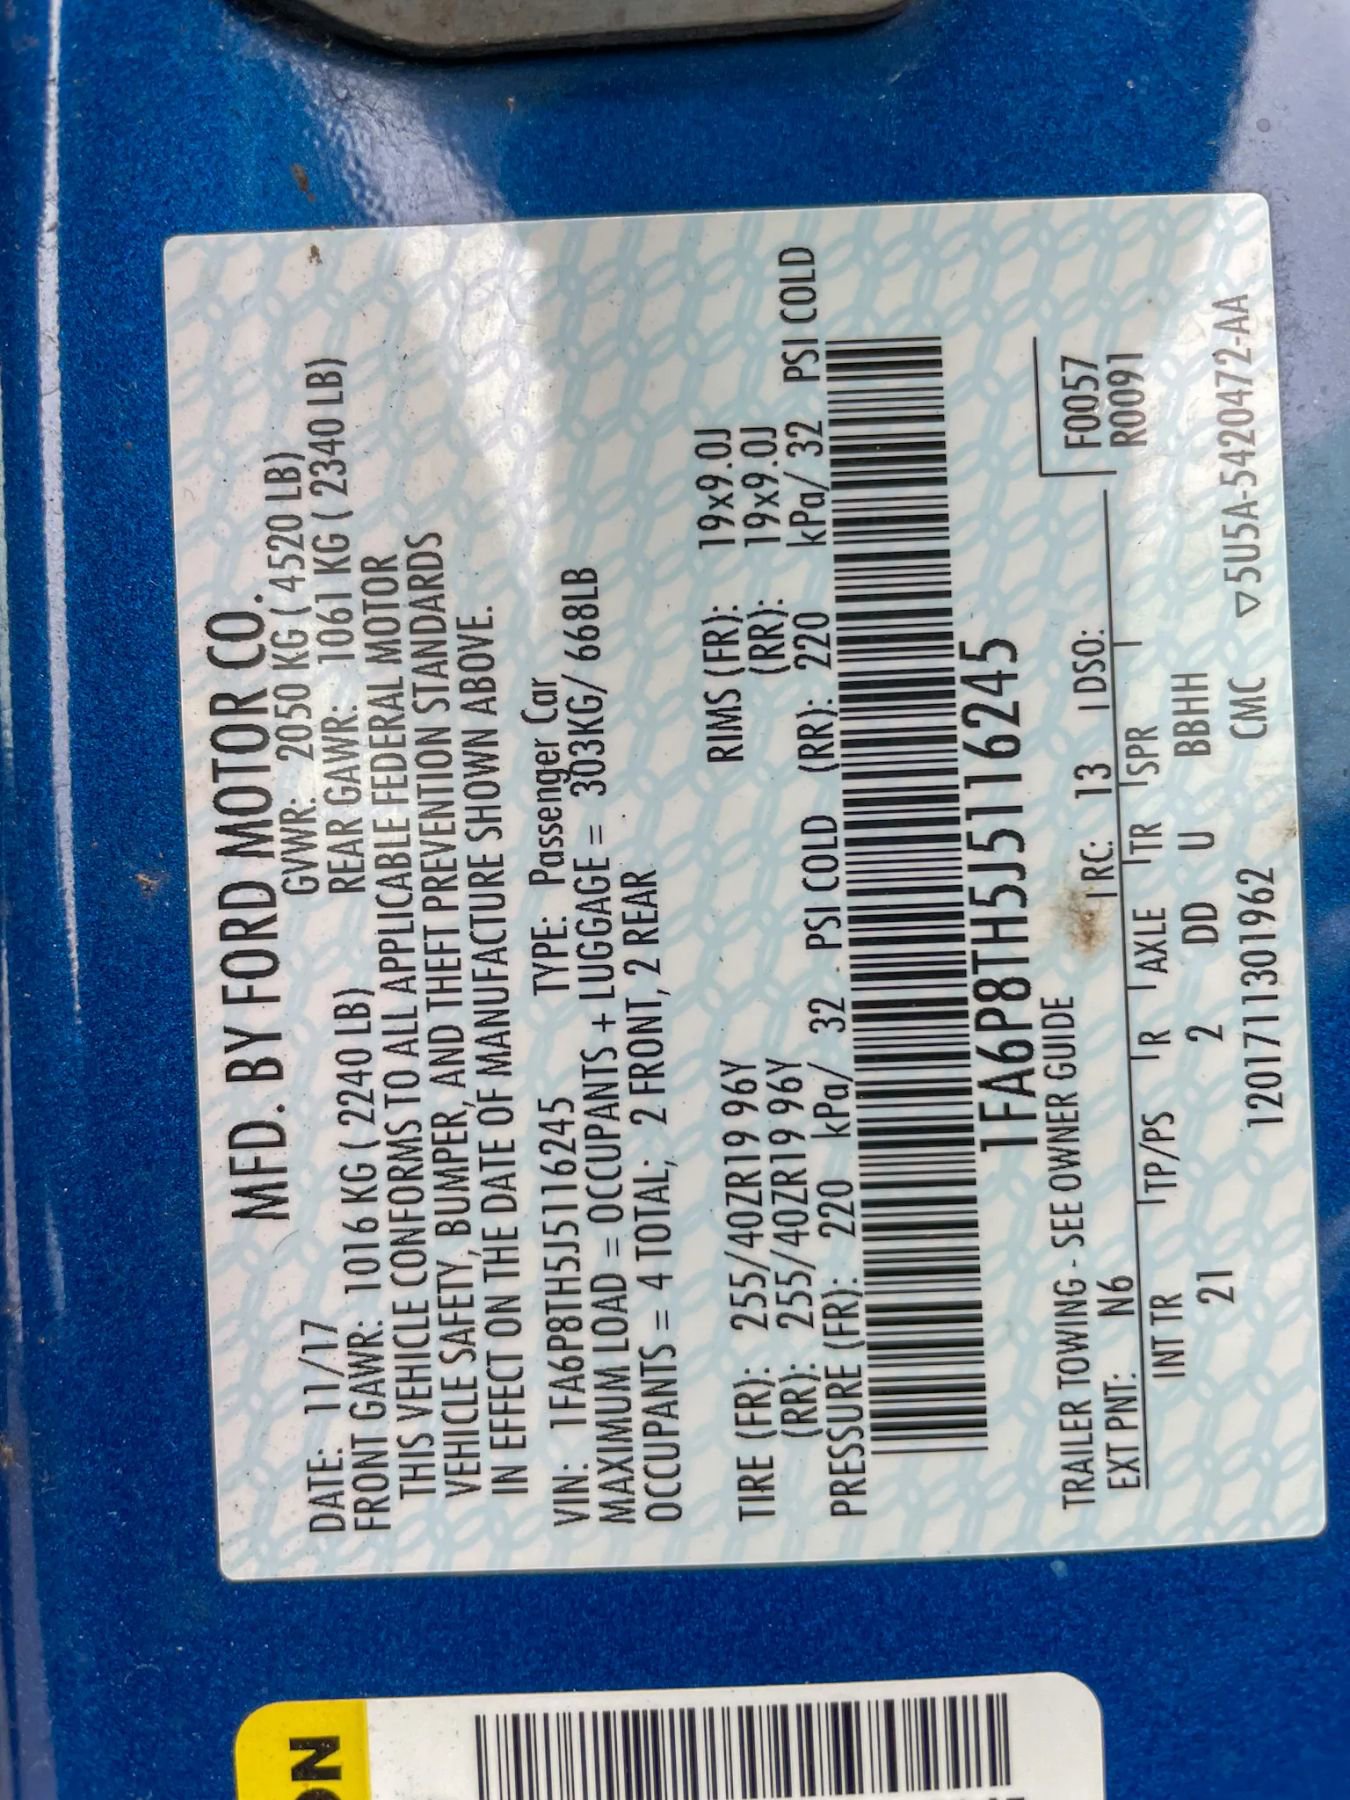 MFD. BY FORD MOTOR CO.
DATE: 11/17 GVWR: 2050 KG ( 4520 LB)
FRONT GAWR: 1016 KG ( 2240 LB) REAR GAWR: 1061 KG ( 2340 LB)
THIS VEHICLE CONFORMS TO ALL APPLICABLE FEDERAL MOTOR
VEHICLE SAFETY, BUMPER, AND THEFT PREVENTION STANDARDS
IN EFFECT ON THE DATE OF MANUFACTURE SHOWN ABOVE.
VIN: 1FA6P8TH5J5116245 TYPE: Passenger Car
MAXIMUM LOAD = OCCUPANTS + LUGGAGE = 303KG/ 668LB
OCCUPANTS = 4 TOTAL; 2 FRONT, 2 REAR
TIRE (FR): 255/40ZR19 96Y RIMS (FR): 19x9.0J
(RR): 255/40ZR19 96Y (RR): 19x9.0J
PRESSURE (FR): 220 kPa/ 32 PSI COLD (RR): 220 kPa/ 32 PSI COLD
1FA6P8TH5J5116245
TRAILER TOWING - SEE OWNER GUIDE
F0057
EXT PNT: N6 RC: 13 DSO: R0091
INT TR TP/PS R AXLE TR SPR
21 2 DD U BBHH
1201711301962 CMC ▽5U5A-5420472-AA
ON